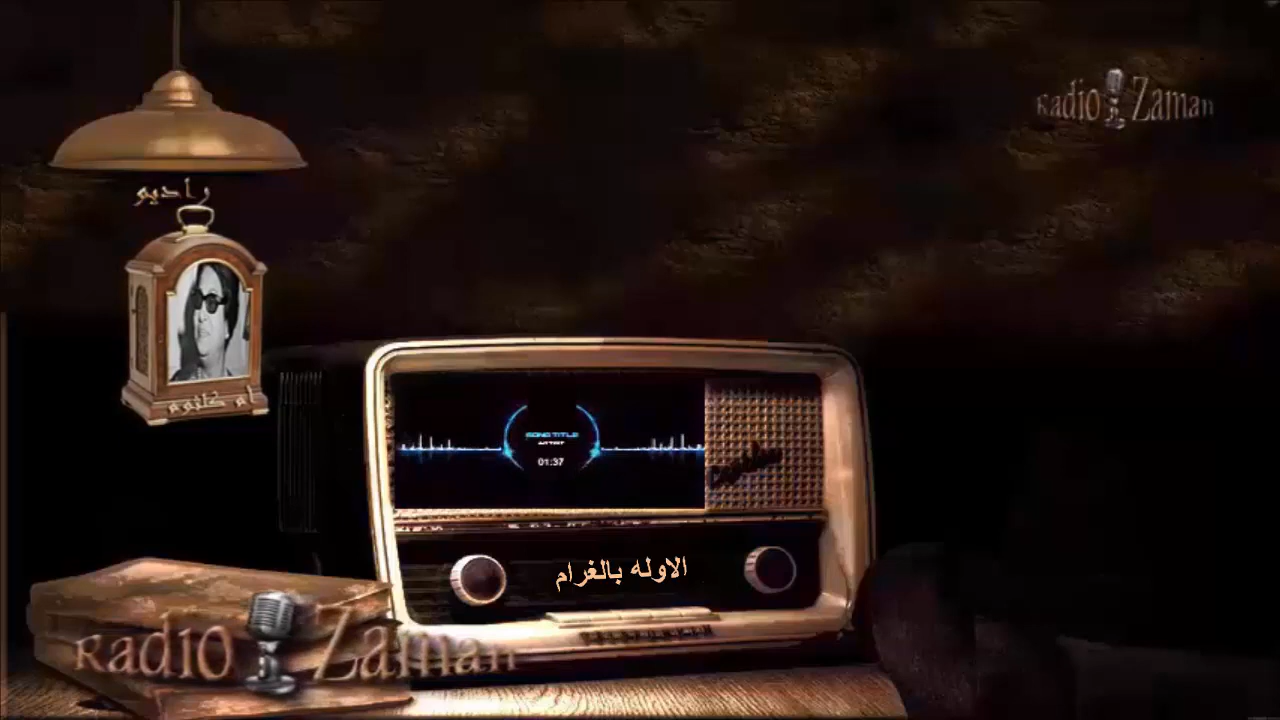 Radio Zaman
راديو
ام كلثوم
SONG TITLE
ARTIST
01:37
الاوله بالغرام
Radio Zaman